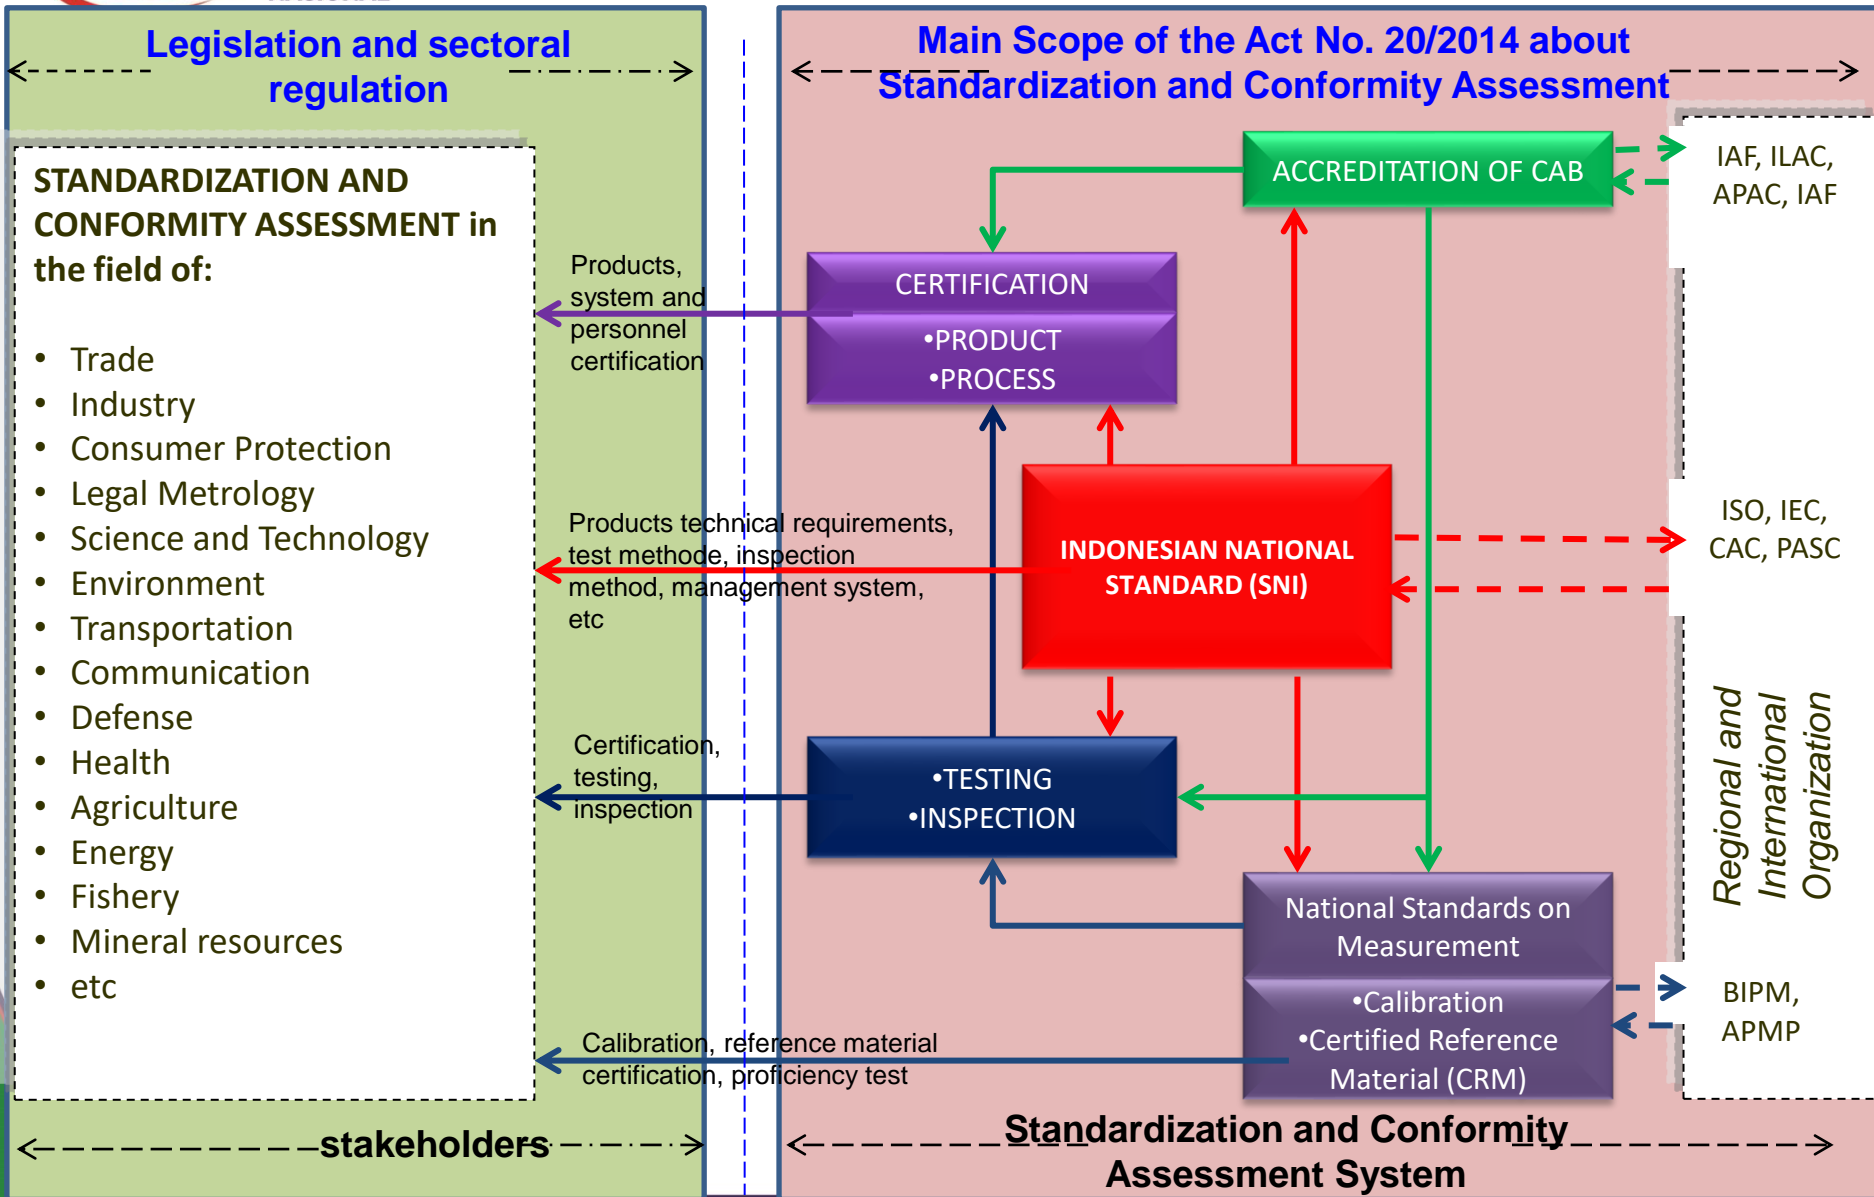 Legislation and sectoral
regulation
Main Scope of the Act No. 20/2014 about
Standardization and Conformity Assessment
STANDARDIZATION AND
CONFORMITY ASSESSMENT in
the field of:
• Trade
• Industry
• Consumer Protection
• Legal Metrology
• Science and Technology
• Environment
• Transportation
• Communication
• Defense
• Health
• Agriculture
• Energy
• Fishery
• Mineral resources
• etc
Products,
system and
personnel
certification
Products technical requirements,
test methode, inspection
method, management system,
etc
Certification,
testing,
inspection
Calibration, reference material
certification, proficiency test
ACCREDITATION OF CAB
CERTIFICATION
•PRODUCT
•PROCESS
INDONESIAN NATIONAL
STANDARD (SNI)
•TESTING
•INSPECTION
National Standards on
Measurement
•Calibration
•Certified Reference
Material (CRM)
IAF, ILAC,
APAC, IAF
ISO, IEC,
CAC, PASC
Regional and
International
Organization
BIPM,
APMP
stakeholders
Standardization and Conformity
Assessment System